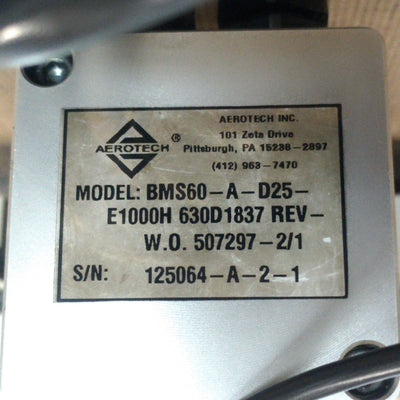 AEROTECH INC.
101 Zeta Drive
Pittsburgh, PA 15238-2897
(412) 963-7470
AEROTECH ®
MODEL: BMS60-A-D25-
E1000H 630D1837 REV-
W.O. 507297-2/1
S/N: 125064-A-2-1